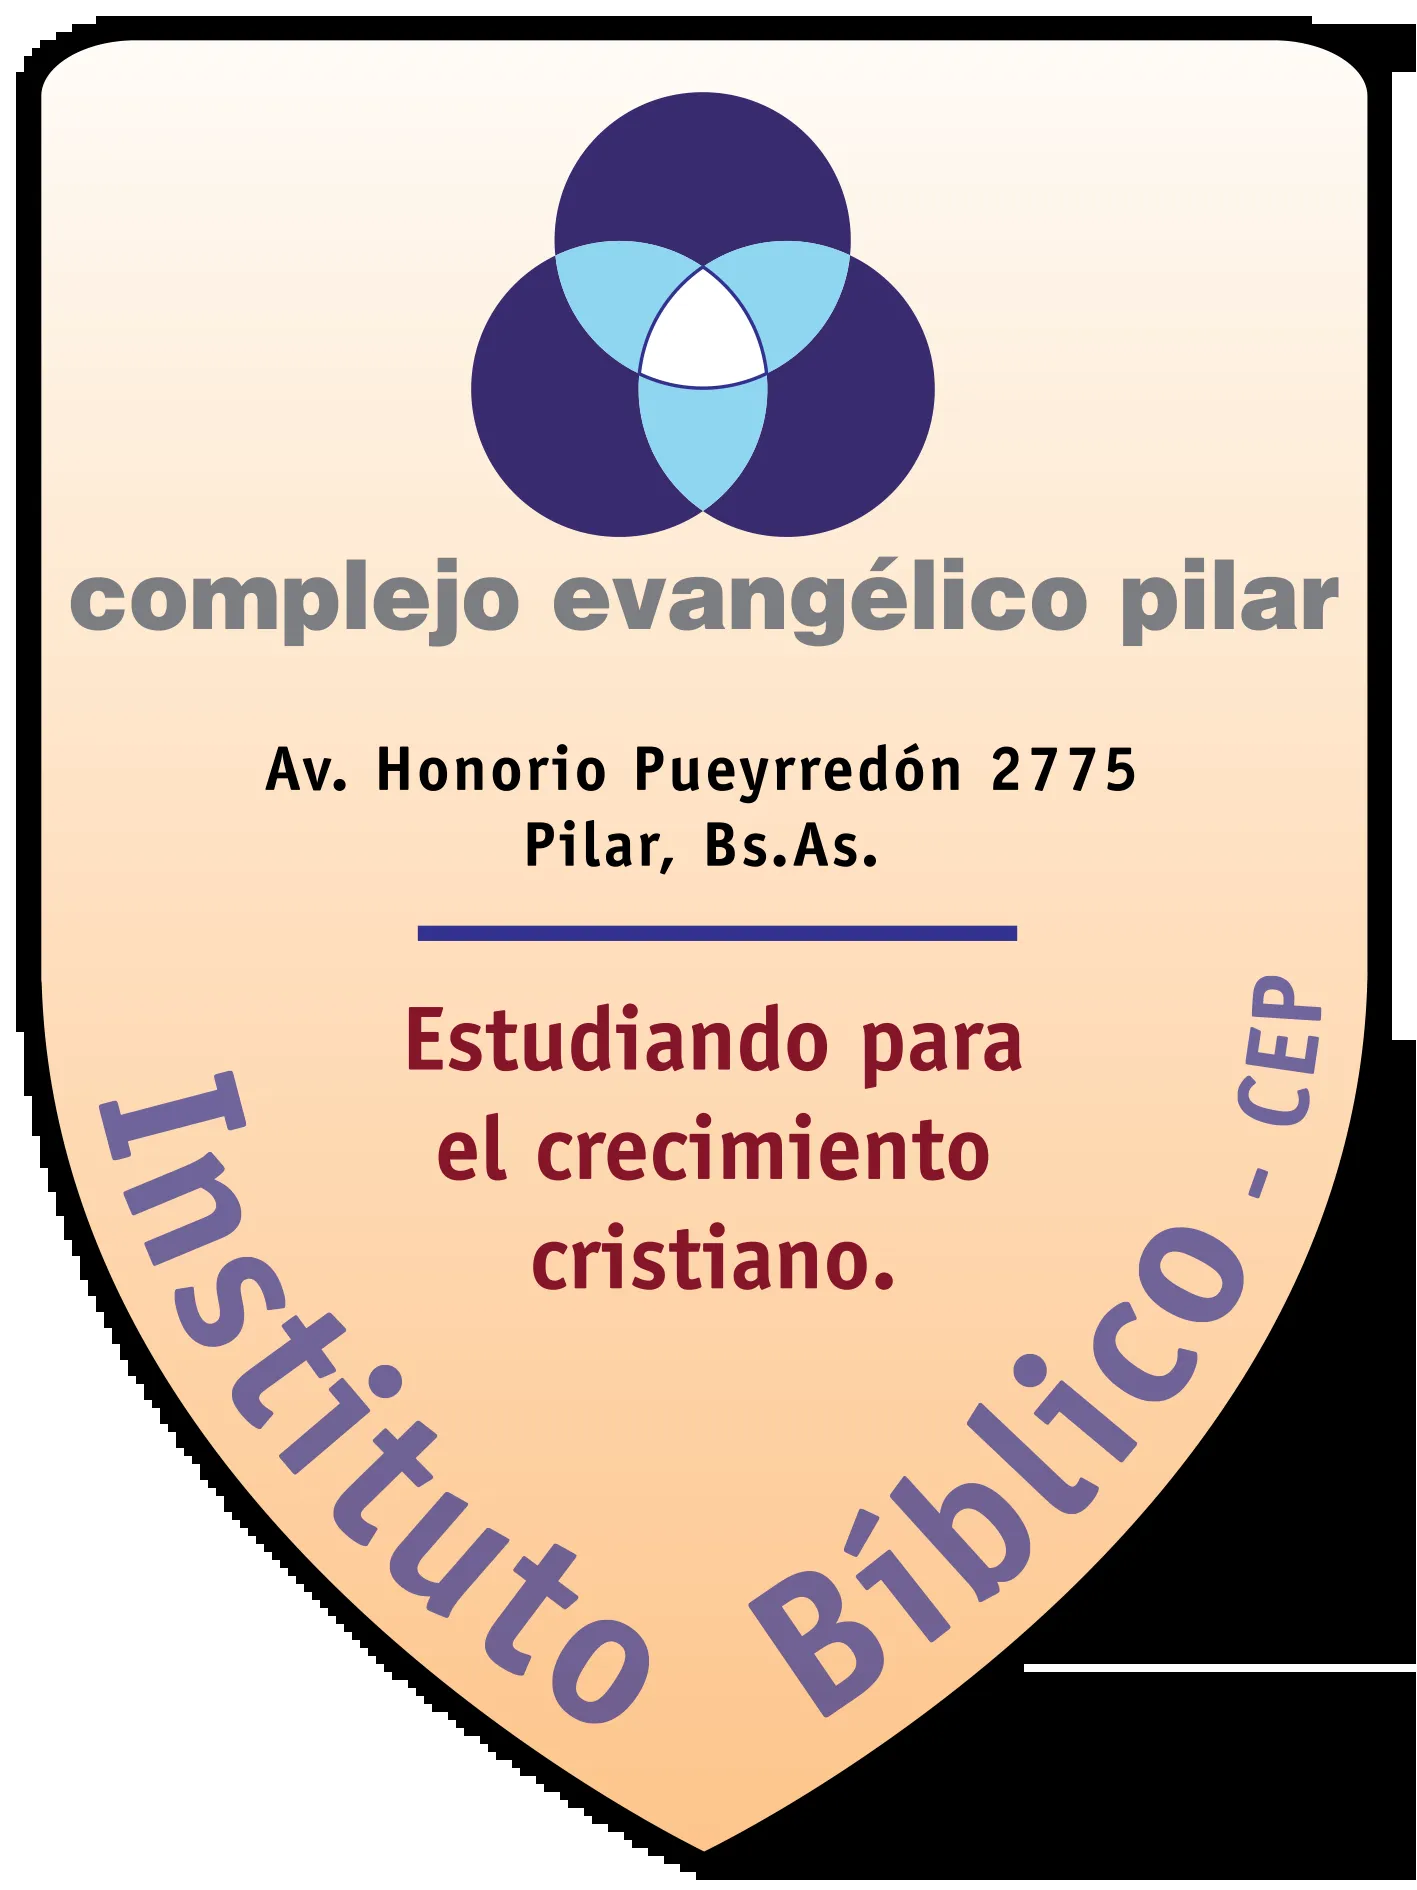 complejo evangélico pilar
Av. Honorio Pueyrredón 2775
Pilar, Bs.As.
Estudiando para
el crecimiento
cristiano.
Instituto Bíblico - CEP